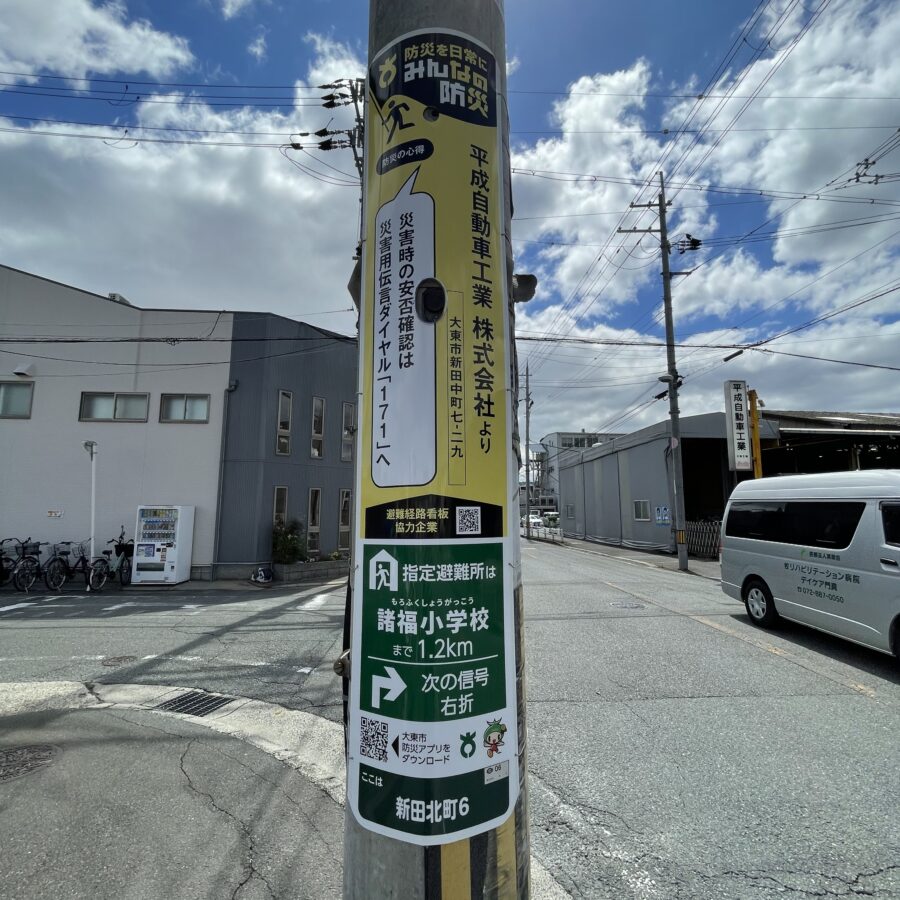 防災を日常に
みんなの
防災
防災の心得
平成自動車工業 株式会社より
大東市新田中町七-二九
災害時の安否確認は
災害用伝言ダイヤル「171」へ
避難経路看板
協力企業
指定避難所は
もろふくしょうがっこう
諸福小学校
まで 1.2km
次の信号
右折
大東市
防災アプリを
ダウンロード
ここは
新田北町6
平成自動車工業
リハビリテーション病院
デイケア門真
072-887-0050